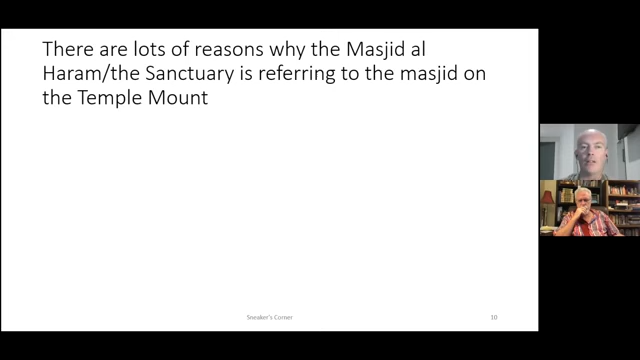 There are lots of reasons why the Masjid al
Haram/the Sanctuary is referring to the masjid on
the Temple Mount
Sneaker's Corner
10